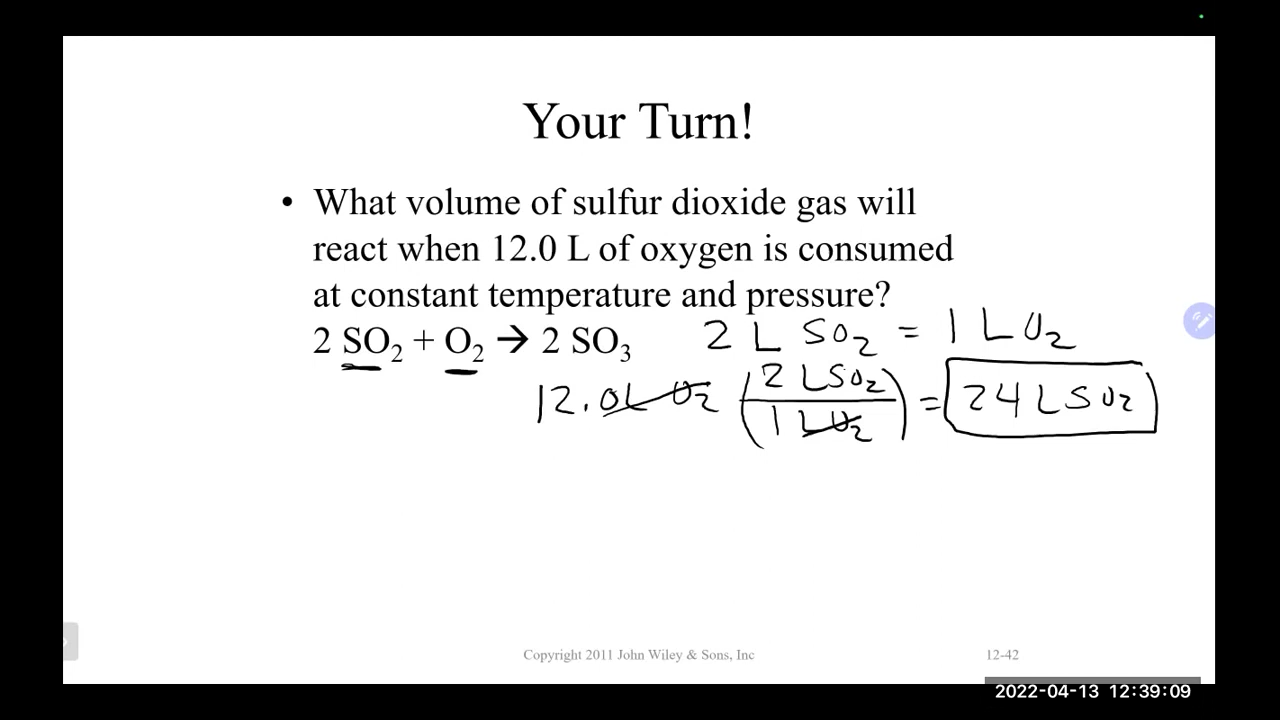 Your Turn!
• What volume of sulfur dioxide gas will
react when 12.0 L of oxygen is consumed
at constant temperature and pressure?
2 SO₂ + O₂ → 2 SO₃ 2 L SO₂ = 1 L O₂
12.0L O₂ (2 L SO₂ / 1 L O₂) = 24 L SO₂
Copyright 2011 John Wiley & Sons, Inc 12-42
2022-04-13 12:39:09